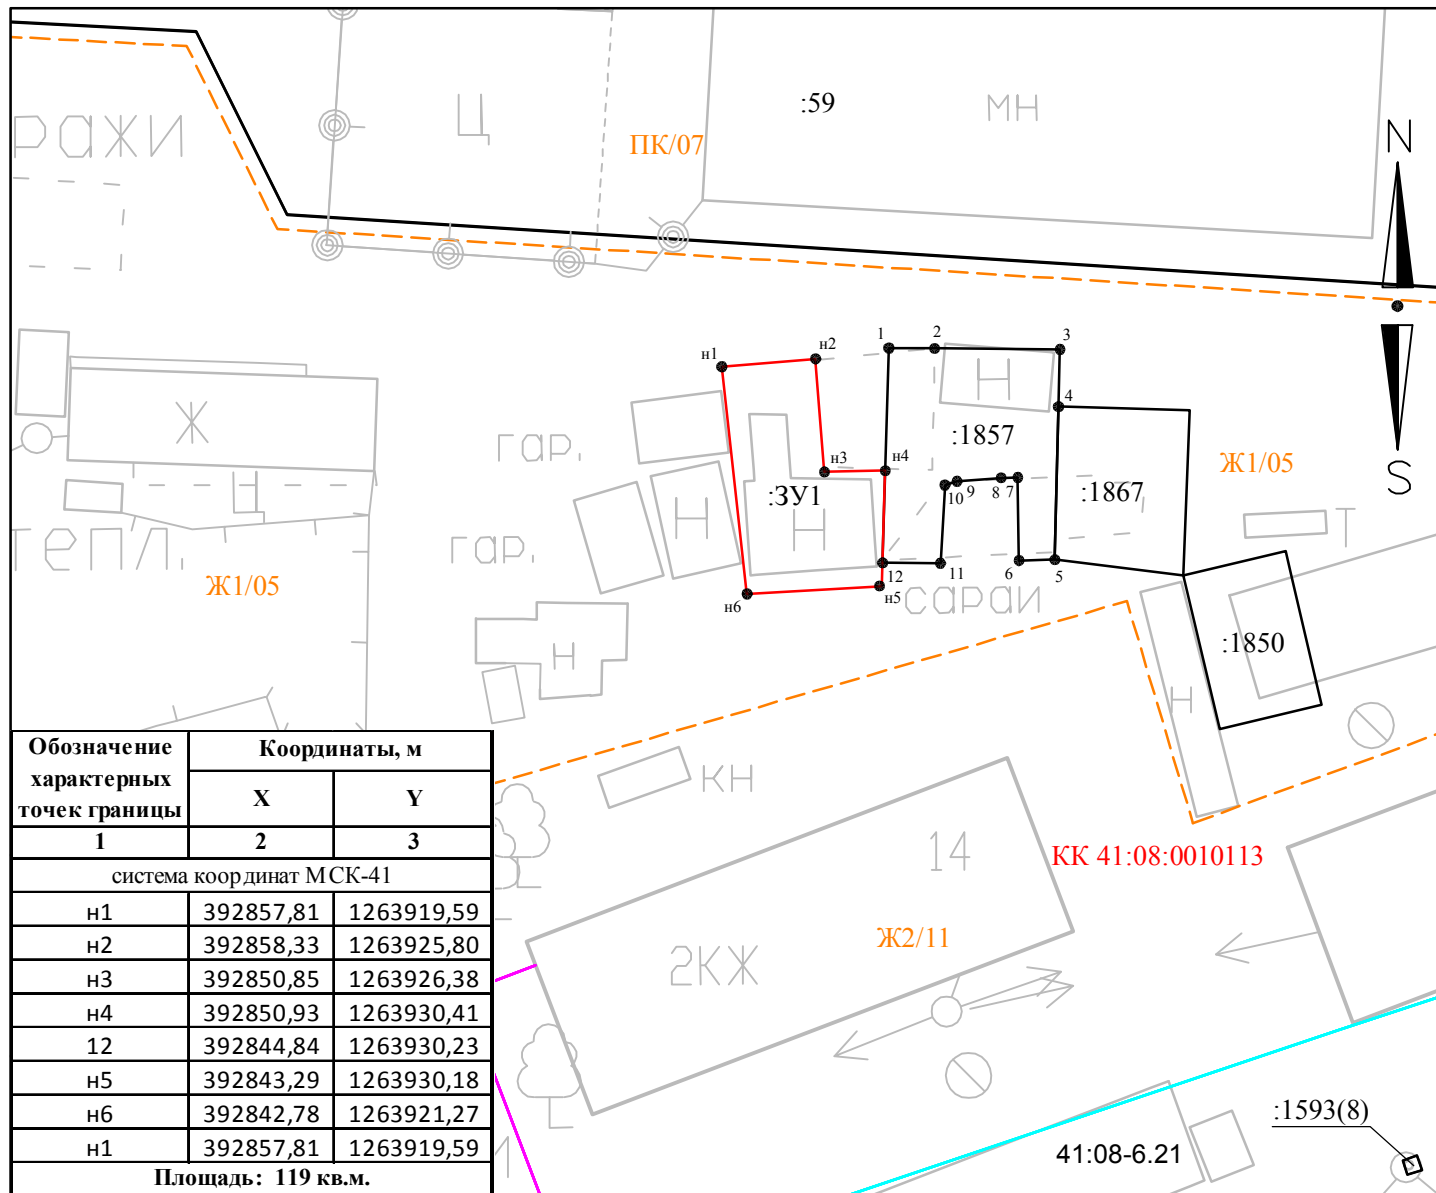 :59
МН
N
Ц
ПК/07
РАЖИ
1
2
3
н1
н2
4
Н
Ж
гар.
:1857
Ж1/05
S
н3
н4
Ц
:ЗУ1
10
9
8
7
:1867
Н
Н
Т
ТЕПЛ.
гар.
Ж1/05
12
11
6
5
н6
н5
САРАИ
Н
:1850
Н
КН
14
КК 41:08:0010113
2КЖ
Ж2/11
:1593(8)
41:08-6.21
Обозначение характерных точек границы
Координаты, м
X Y
1 2 3
система координат МСК-41
н1 392857,81 1263919,59
н2 392858,33 1263925,80
н3 392850,85 1263926,38
н4 392850,93 1263930,41
12 392844,84 1263930,23
н5 392843,29 1263930,18
н6 392842,78 1263921,27
н1 392857,81 1263919,59
Площадь: 119 кв.м.